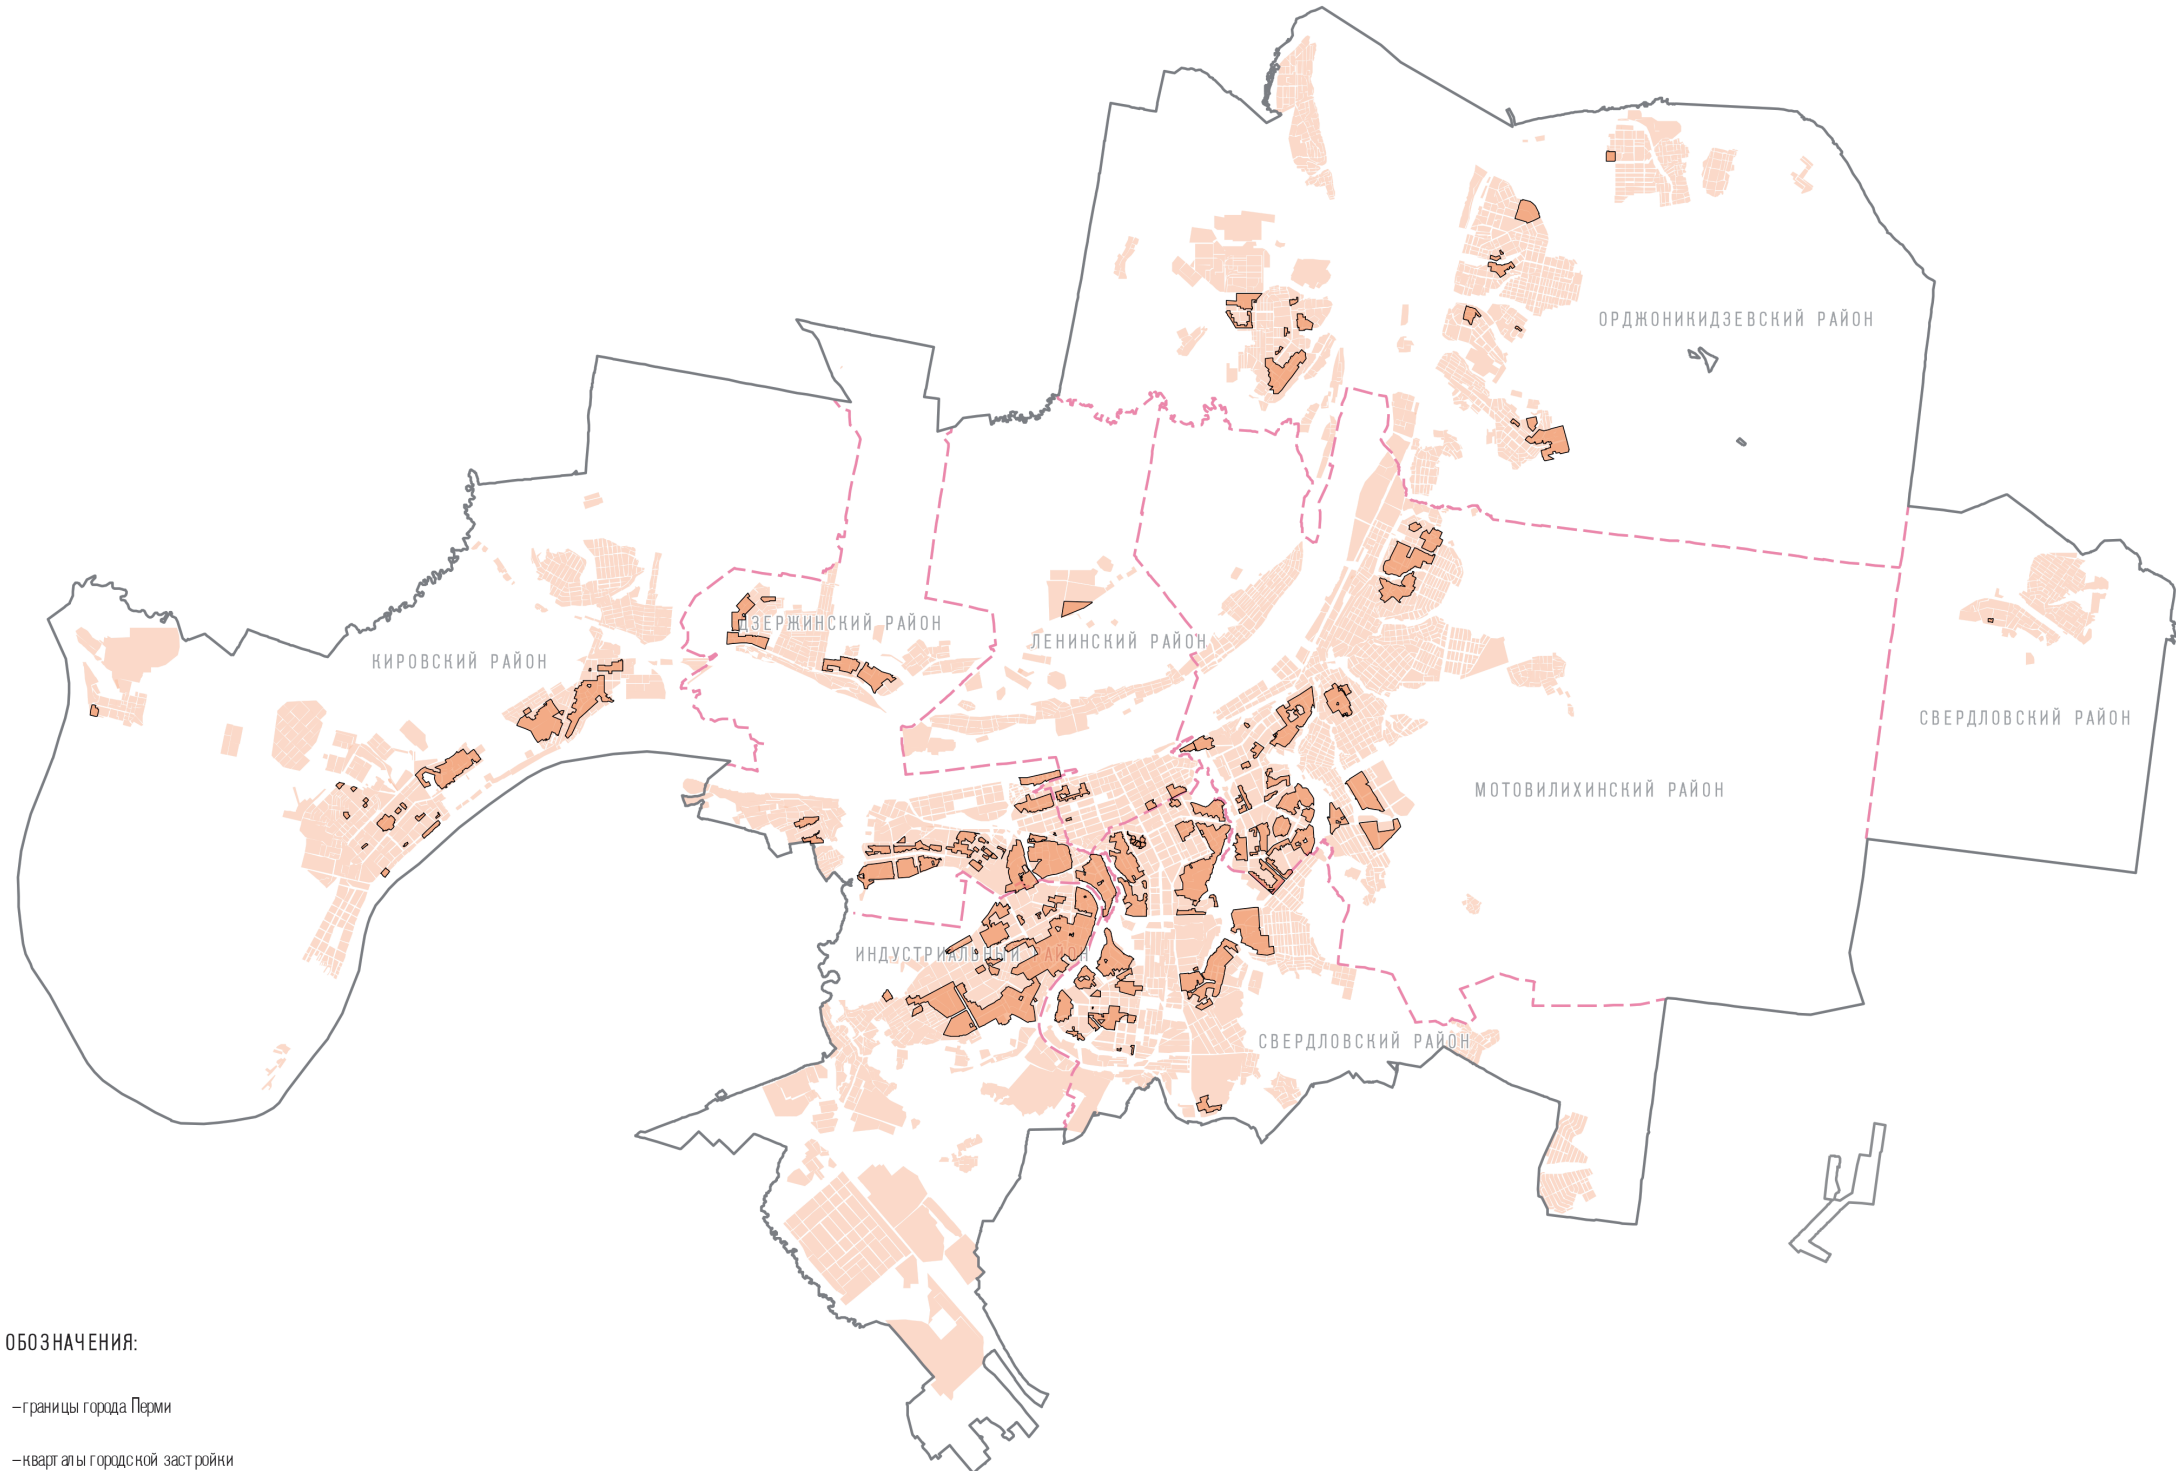 ОРДЖОНИКИДЗЕВСКИЙ РАЙОН
ДЗЕРЖИНСКИЙ РАЙОН
ЛЕНИНСКИЙ РАЙОН
КИРОВСКИЙ РАЙОН
СВЕРДЛОВСКИЙ РАЙОН
МОТОВИЛИХИНСКИЙ РАЙОН
ИНДУСТРИАЛЬНЫЙ РАЙОН
СВЕРДЛОВСКИЙ РАЙОН
ОБОЗНАЧЕНИЯ:
–границы города Перми
–кварталы городской застройки